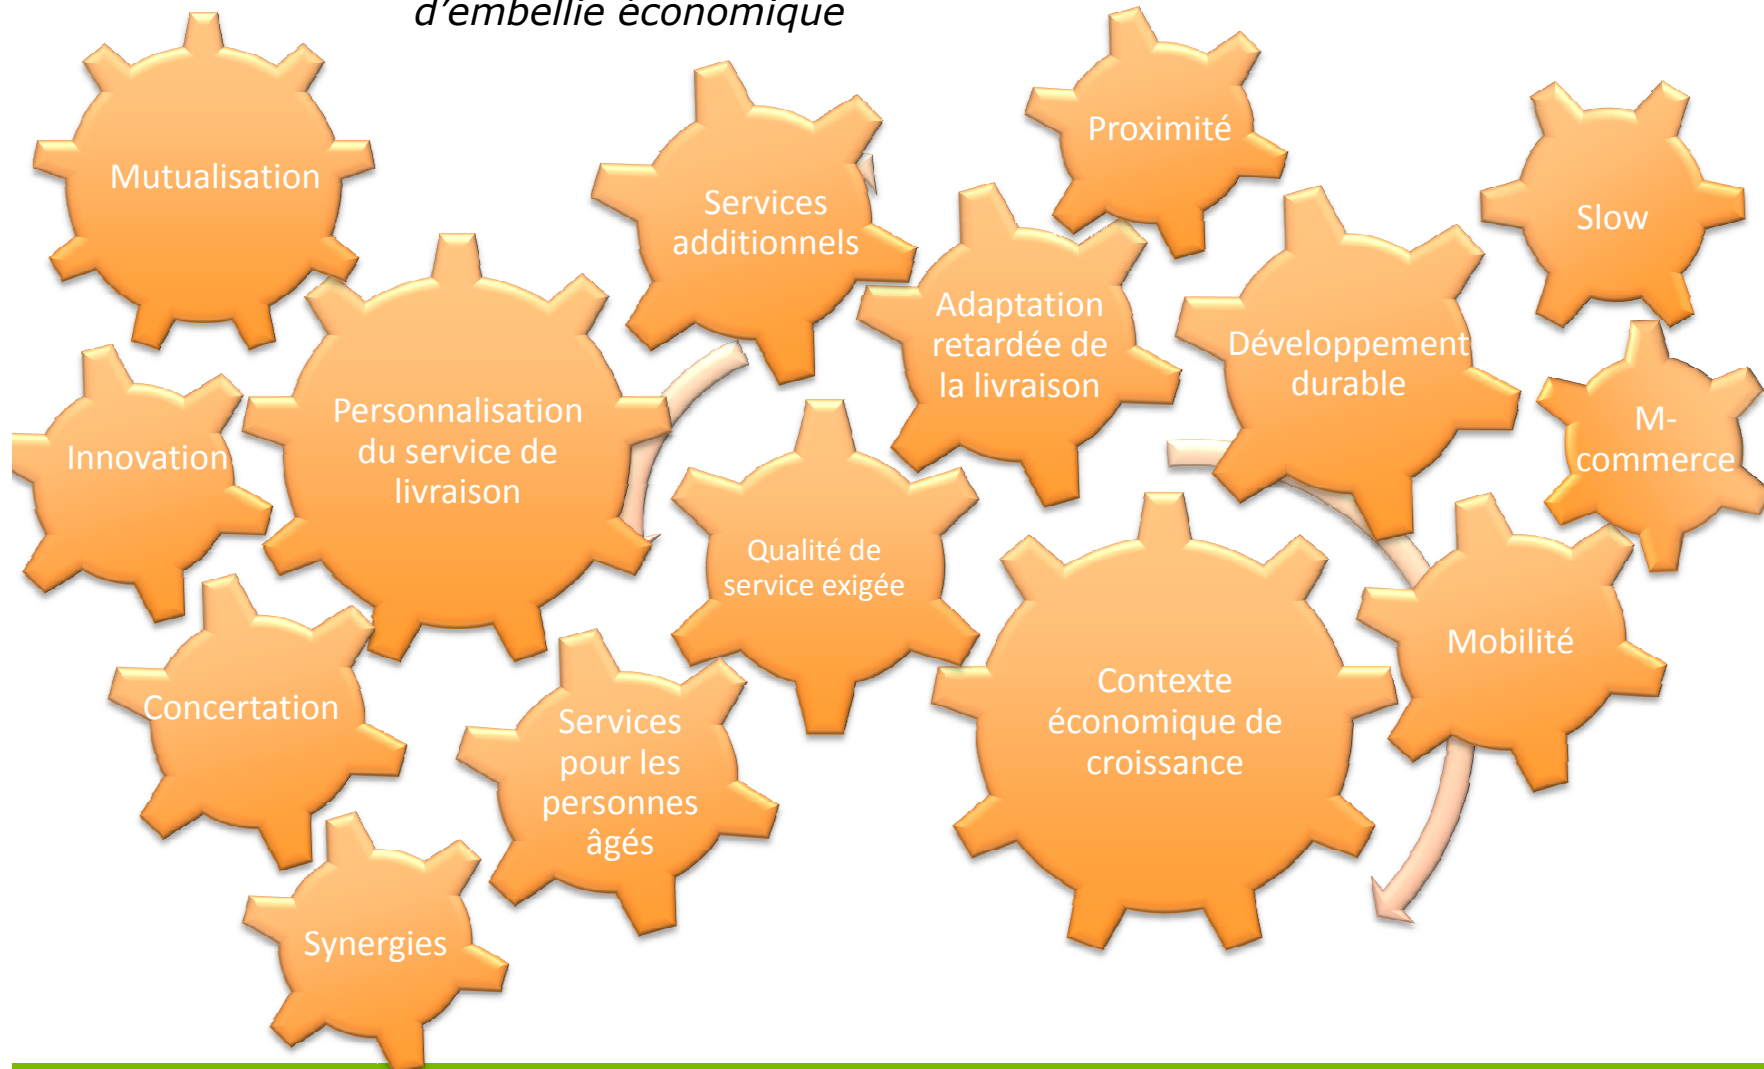 d'embellie économique
Mutualisation
Services
additionnels
Proximité
Slow
Adaptation
retardée de
la livraison
Développement
durable
M-
commerce
Innovation
Personnalisation
du service de
livraison
Qualité de
service exigée
Mobilité
Concertation
Services
pour les
personnes
âgés
Contexte
économique de
croissance
Synergies